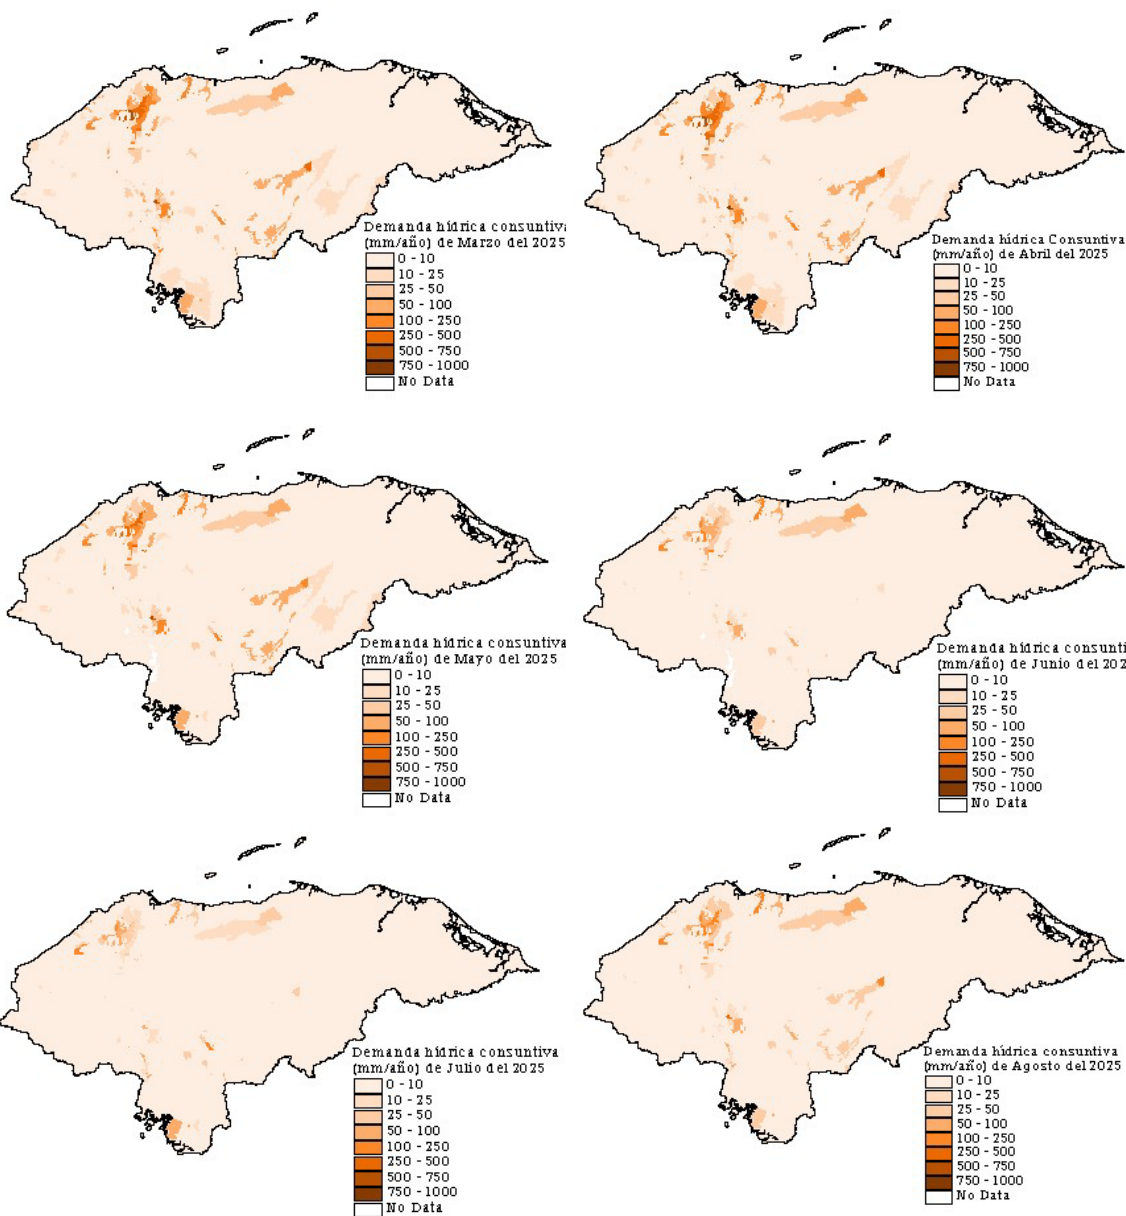 Demanda hídrica consuntiva
(mm/año) de Marzo del 2025
0 - 10
10 - 25
25 - 50
50 - 100
100 - 250
250 - 500
500 - 750
750 - 1000
No Data
Demanda hídrica Consuntiva
(mm/año) de Abril del 2025
0 - 10
10 - 25
25 - 50
50 - 100
100 - 250
250 - 500
500 - 750
750 - 1000
No Data
Demanda hídrica consuntiva
(mm/año) de Mayo del 2025
0 - 10
10 - 25
25 - 50
50 - 100
100 - 250
250 - 500
500 - 750
750 - 1000
No Data
Demanda hídrica consunti
(mm/año) de Junio del 202
0 - 10
10 - 25
25 - 50
50 - 100
100 - 250
250 - 500
500 - 750
750 - 1000
No Data
Demanda hídrica consuntiva
(mm/año) de Julio del 2025
0 - 10
10 - 25
25 - 50
50 - 100
100 - 250
250 - 500
500 - 750
750 - 1000
No Data
Demanda hídrica consuntiva
(mm/año) de Agosto del 2025
0 - 10
10 - 25
25 - 50
50 - 100
100 - 250
250 - 500
500 - 750
750 - 1000
No Data